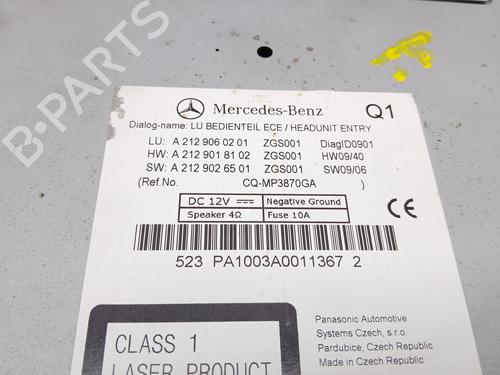 Mercedes-Benz Q1
Dialog-name: LU BEDIENTEIL ECE / HEADUNIT ENTRY
LU: A 212 906 02 01 ZGS001 DiagID0901
HW: A 212 901 81 02 ZGS001 HW09/40
SW: A 212 902 65 01 ZGS001 SW09/06
(Ref.No. CQ-MP3870GA )
DC 12V Negative Ground
Speaker 4Ω Fuse 10A
CE
523 PA1003A0011367 2
CLASS 1
LASER PRODUCT
Panasonic Automotive
Systems Czech, s.r.o.
Pardubice, Czech Republic
Made in Czech Republic
B-PARTS